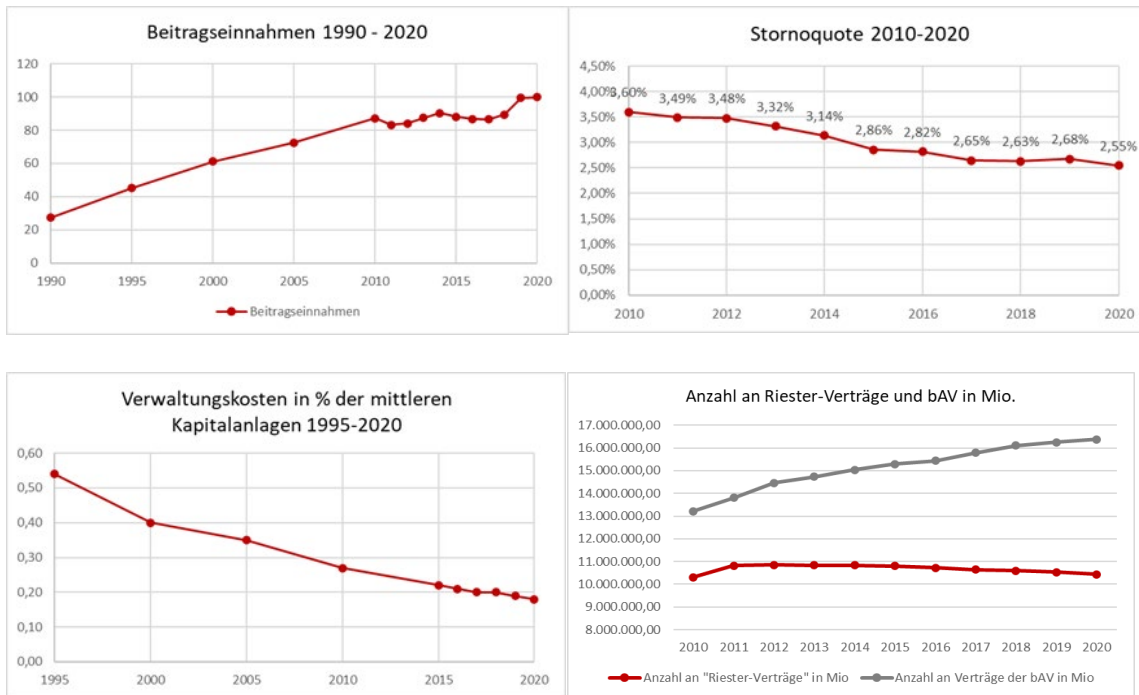 Beitragseinnahmen 1990 - 2020
120
100
80
60
40
20
0
1990 1995 2000 2005 2010 2015 2020
Beitragseinnahmen
Stornoquote 2010-2020
4,50%
4,00%
3,50%
3,00%
2,50%
2,00%
1,50%
1,00%
0,50%
0,00%
3,60% 3,49% 3,48% 3,32% 3,14% 2,86% 2,82% 2,65% 2,63% 2,68% 2,55%
2010 2012 2014 2016 2018 2020
Verwaltungskosten in % der mittleren
Kapitalanlagen 1995-2020
0,60
0,50
0,40
0,30
0,20
0,10
0,00
1995 2000 2005 2010 2015 2020
Anzahl an Riester-Verträge und bAV in Mio.
17.000.000,00
16.000.000,00
15.000.000,00
14.000.000,00
13.000.000,00
12.000.000,00
11.000.000,00
10.000.000,00
9.000.000,00
8.000.000,00
2010 2011 2012 2013 2014 2015 2016 2017 2018 2019 2020
Anzahl an "Riester-Verträge" in Mio Anzahl an Verträge der bAV in Mio